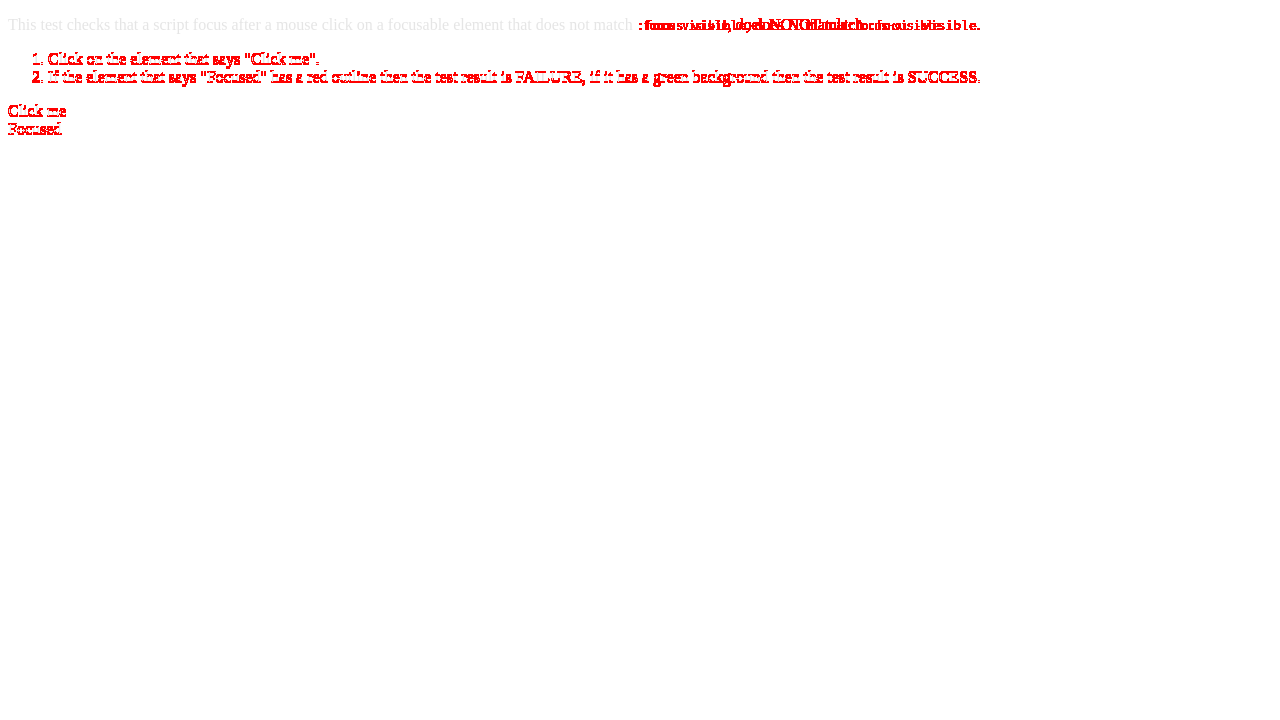 This test checks that a script focus after a mouse click on a focusable element that does not match :focus-visible, does NOT match :focus-visible.
1. Click on the element that says "Click me".
2. If the element that says "Focused" has a red outline then the test result is FAILURE, if it has a green background then the test result is SUCCESS.
Click me
Focused